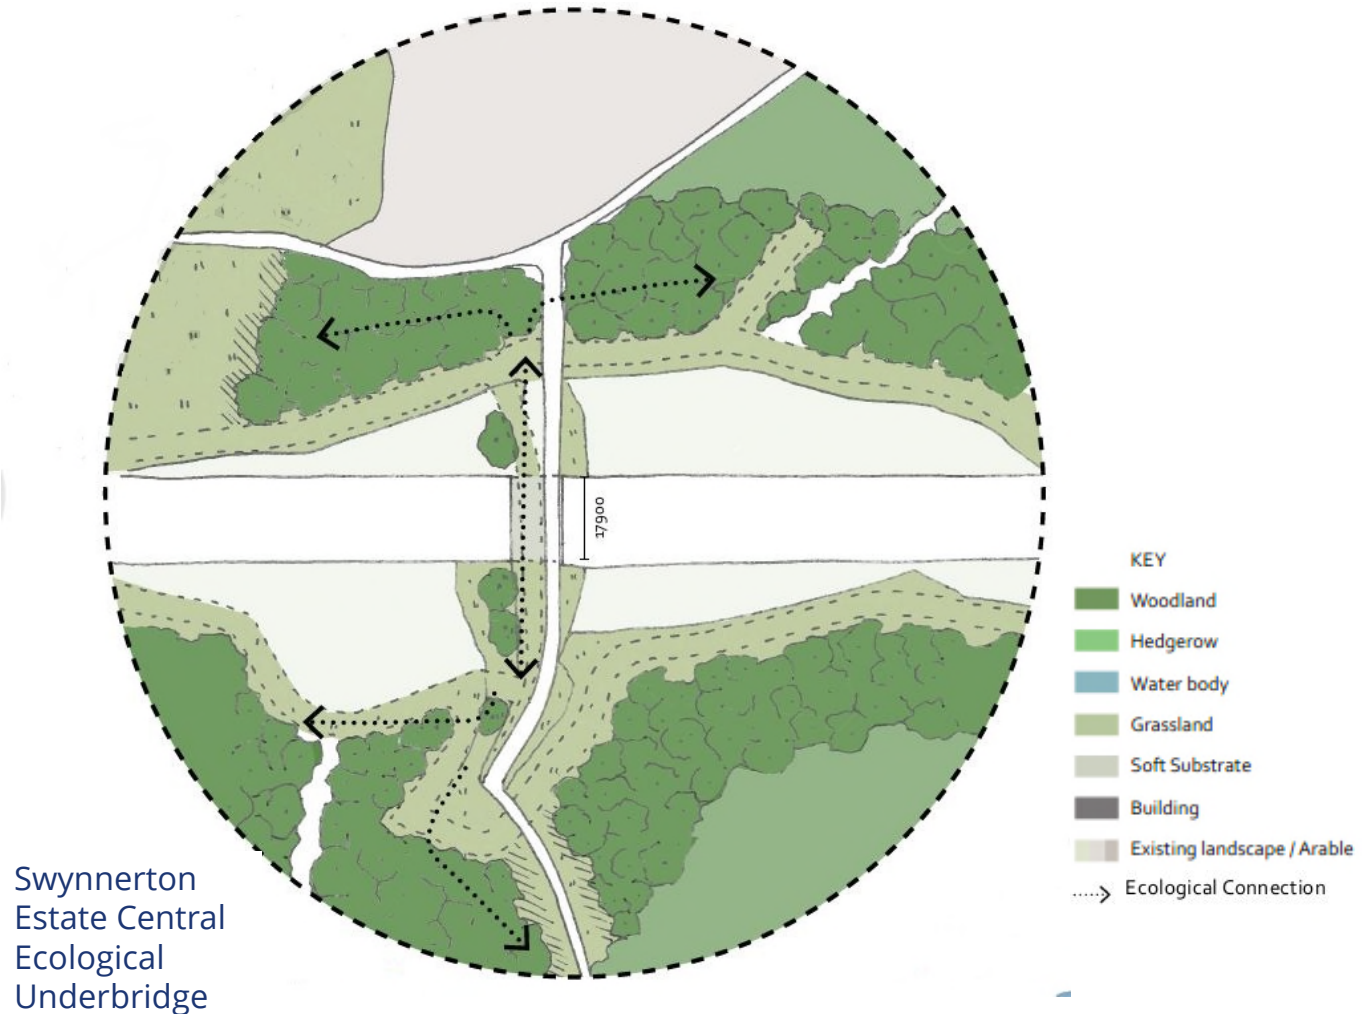 17900
KEY
Woodland
Hedgerow
Water body
Grassland
Soft Substrate
Building
Existing landscape / Arable
Ecological Connection
Swynnerton
Estate Central
Ecological
Underbridge